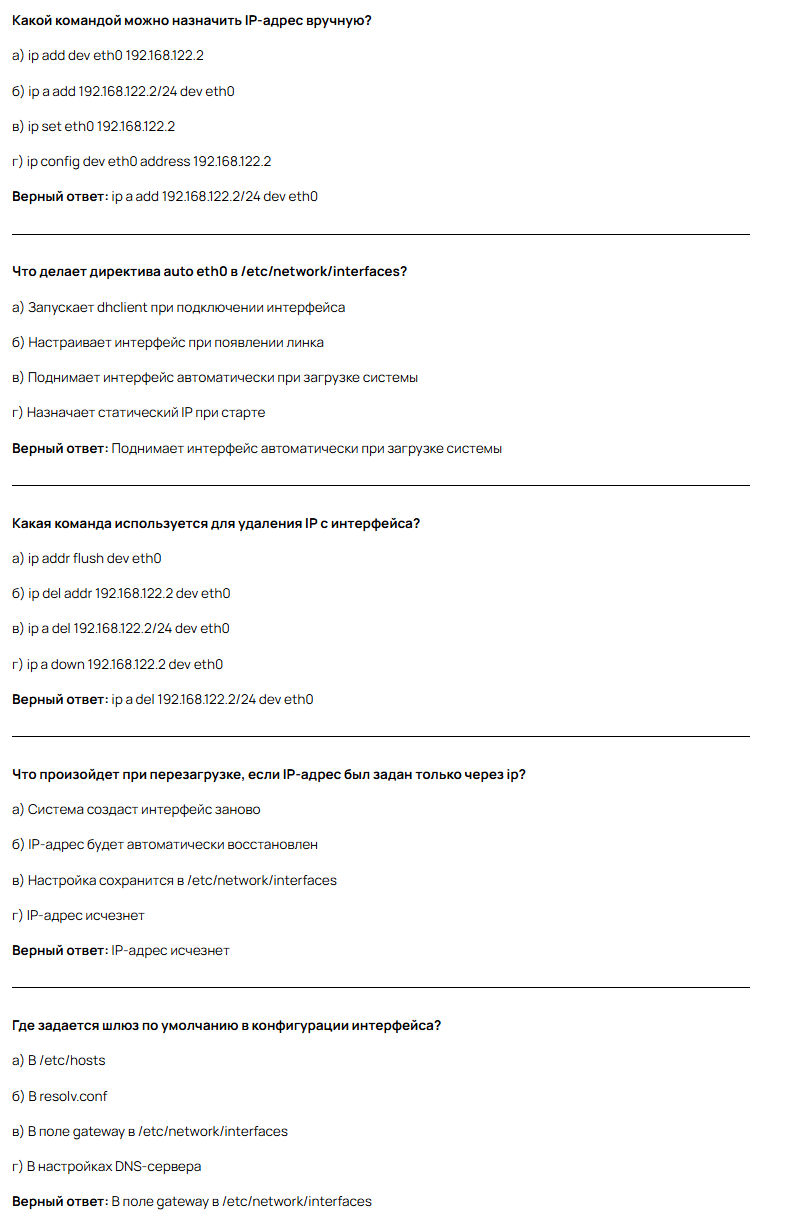 Какой командой можно назначить IP-адрес вручную?
а) ip add dev eth0 192.168.122.2
б) ip a add 192.168.122.2/24 dev eth0
в) ip set eth0 192.168.122.2
г) ip config dev eth0 address 192.168.122.2
Верный ответ: ip a add 192.168.122.2/24 dev eth0
Что делает директива auto eth0 в /etc/network/interfaces?
а) Запускает dhclient при подключении интерфейса
б) Настраивает интерфейс при появлении линка
в) Поднимает интерфейс автоматически при загрузке системы
г) Назначает статический IP при старте
Верный ответ: Поднимает интерфейс автоматически при загрузке системы
Какая команда используется для удаления IP с интерфейса?
а) ip addr flush dev eth0
б) ip del addr 192.168.122.2 dev eth0
в) ip a del 192.168.122.2/24 dev eth0
г) ip a down 192.168.122.2 dev eth0
Верный ответ: ip a del 192.168.122.2/24 dev eth0
Что произойдет при перезагрузке, если IP-адрес был задан только через ip?
а) Система создаст интерфейс заново
б) IP-адрес будет автоматически восстановлен
в) Настройка сохранится в /etc/network/interfaces
г) IP-адрес исчезнет
Верный ответ: IP-адрес исчезнет
Где задается шлюз по умолчанию в конфигурации интерфейса?
а) В /etc/hosts
б) В resolv.conf
в) В поле gateway в /etc/network/interfaces
г) В настройках DNS-сервера
Верный ответ: В поле gateway в /etc/network/interfaces